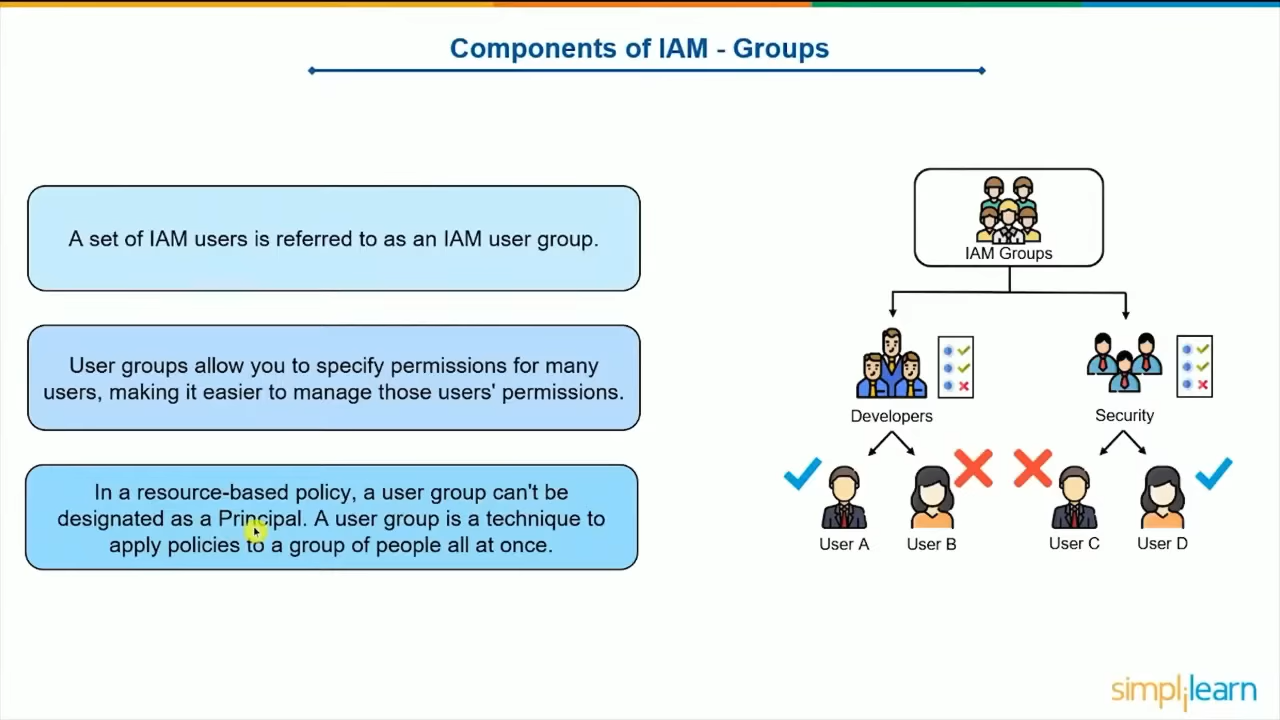 Components of IAM - Groups
A set of IAM users is referred to as an IAM user group.
User groups allow you to specify permissions for many
users, making it easier to manage those users' permissions.
In a resource-based policy, a user group can't be
designated as a Principal. A user group is a technique to
apply policies to a group of people all at once.
IAM Groups
Developers
Security
User A
User B
User C
User D
simplilearn